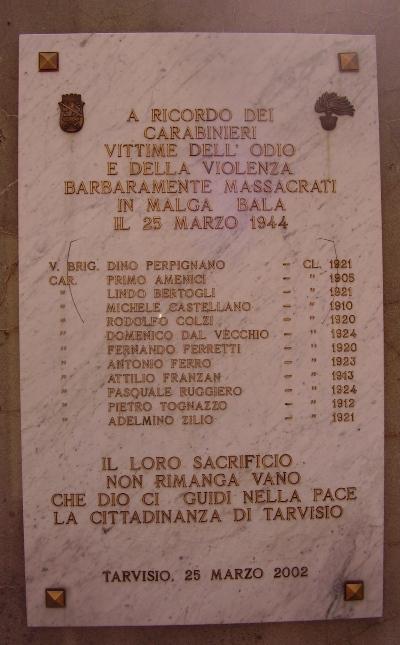 A RICORDO DEI
CARABINIERI
VITTIME DELL' ODIO
E DELLA VIOLENZA
BARBARAMENTE MASSACRATI
IN MALGA BALA
IL 25 MARZO 1944
V. BRIG. DINO PERPIGNANO - CL. 1921
CAR. PRIMO AMENICI - " 1905
" LINDO BERTOGLI - " 1921
" MICHELE CASTELLANO - " 1910
" RODOLFO COLZI - " 1920
" DOMENICO DAL VECCHIO - " 1924
" FERNANDO FERRETTI - " 1920
" ANTONIO FERRO - " 1923
" ATTILIO FRANZAN - " 1913
" PASQUALE RUGGIERO - " 1924
" PIETRO TOGNAZZO - " 1912
" ADELMINO ZILIO - " 1921
IL LORO SACRIFICIO
NON RIMANGA VANO
CHE DIO CI GUIDI NELLA PACE
LA CITTADINANZA DI TARVISIO
TARVISIO, 25 MARZO 2002